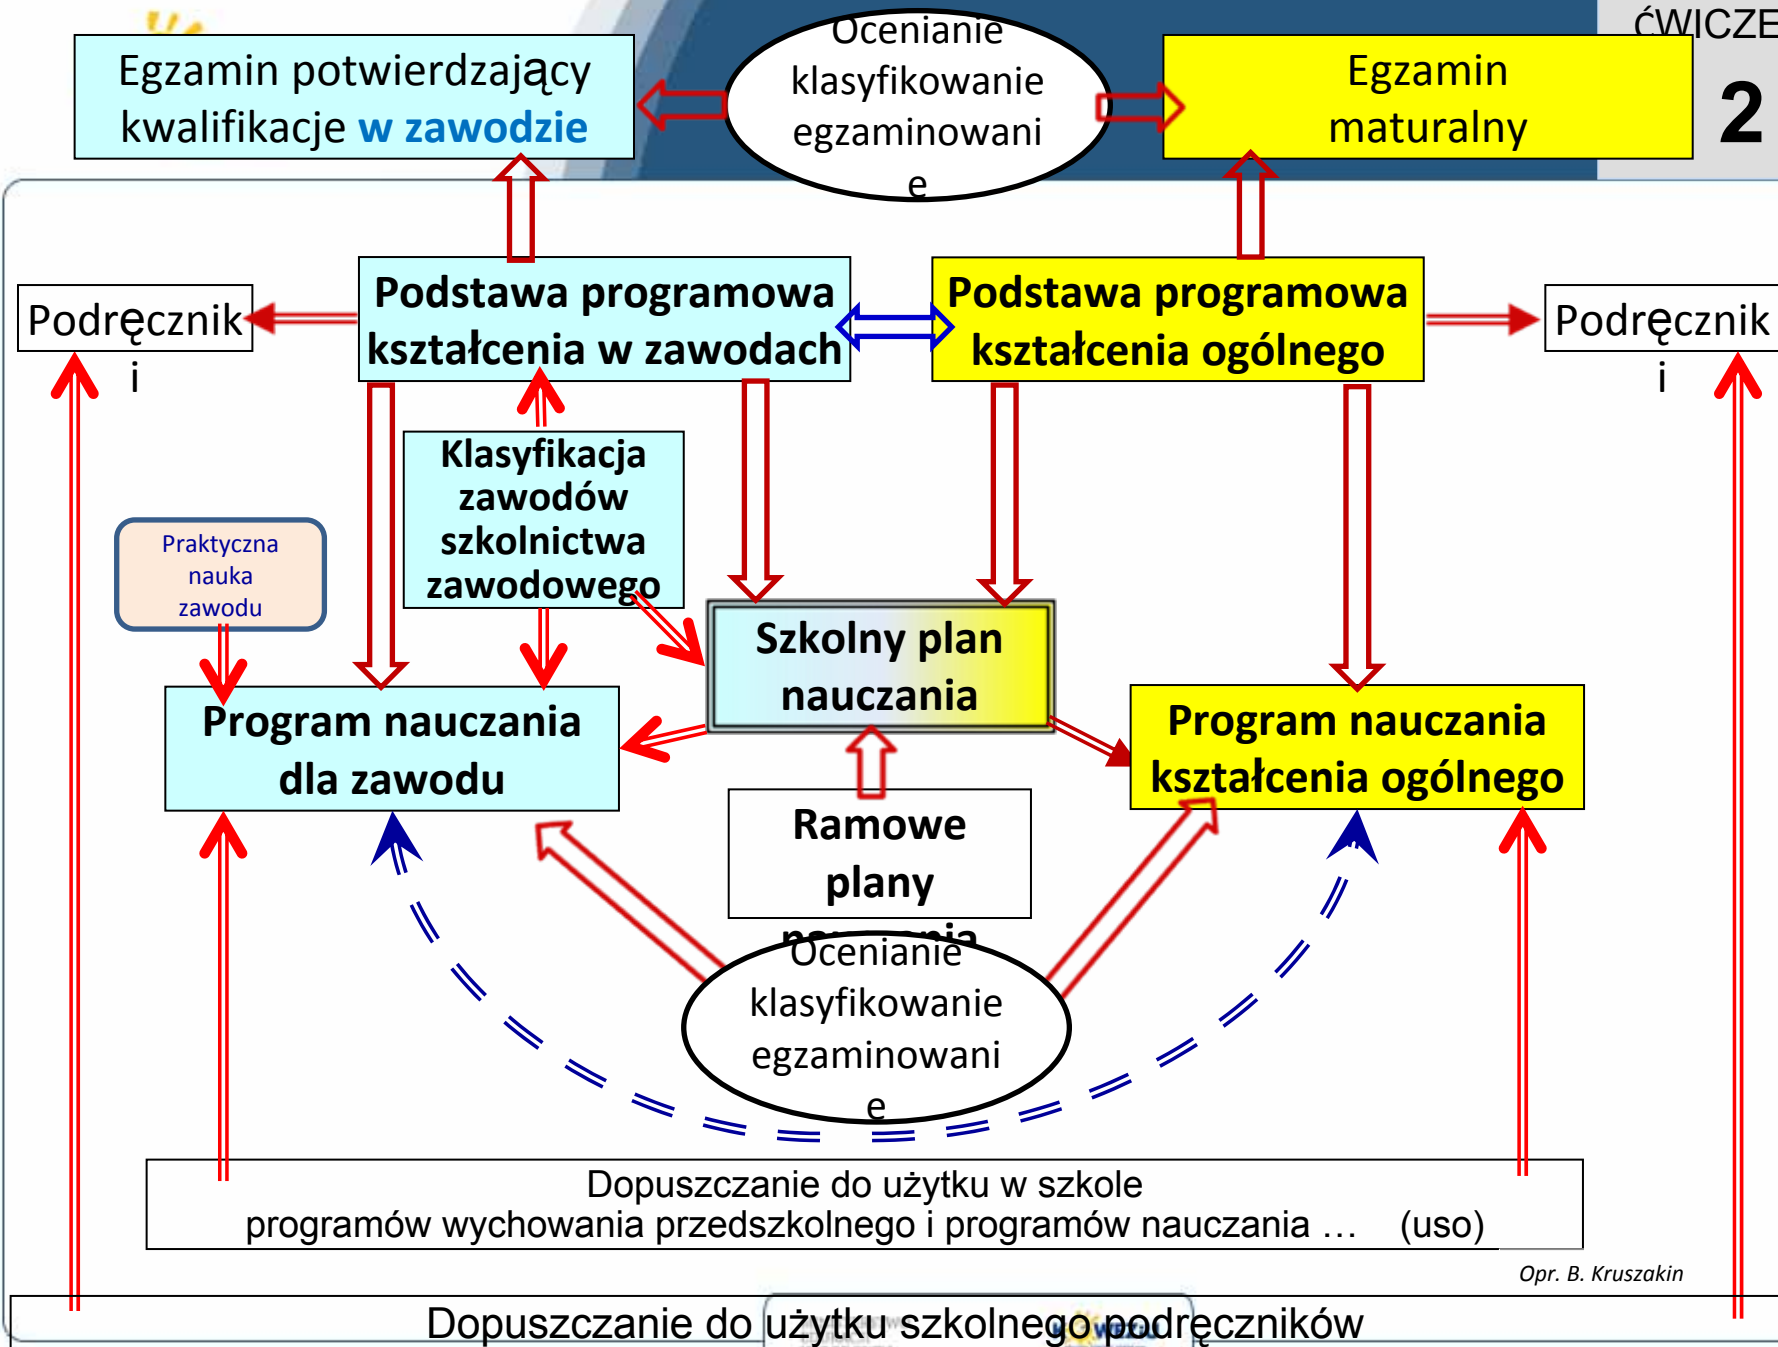 ĆWICZE
2
Egzamin potwierdzający
kwalifikacje w zawodzie
Ocenianie
klasyfikowanie
egzaminowani
e
Egzamin
maturalny
Podręcznik
i
Podstawa programowa
kształcenia w zawodach
Podstawa programowa
kształcenia ogólnego
Podręcznik
i
Klasyfikacja
zawodów
szkolnictwa
zawodowego
Praktyczna
nauka
zawodu
Szkolny plan
nauczania
Program nauczania
dla zawodu
Program nauczania
kształcenia ogólnego
Ramowe
plany
Ocenianie
klasyfikowanie
egzaminowani
e
Dopuszczanie do użytku w szkole
programów wychowania przedszkolnego i programów nauczania … (uso)
Opr. B. Kruszakin
Dopuszczanie do użytku szkolnego podręczników